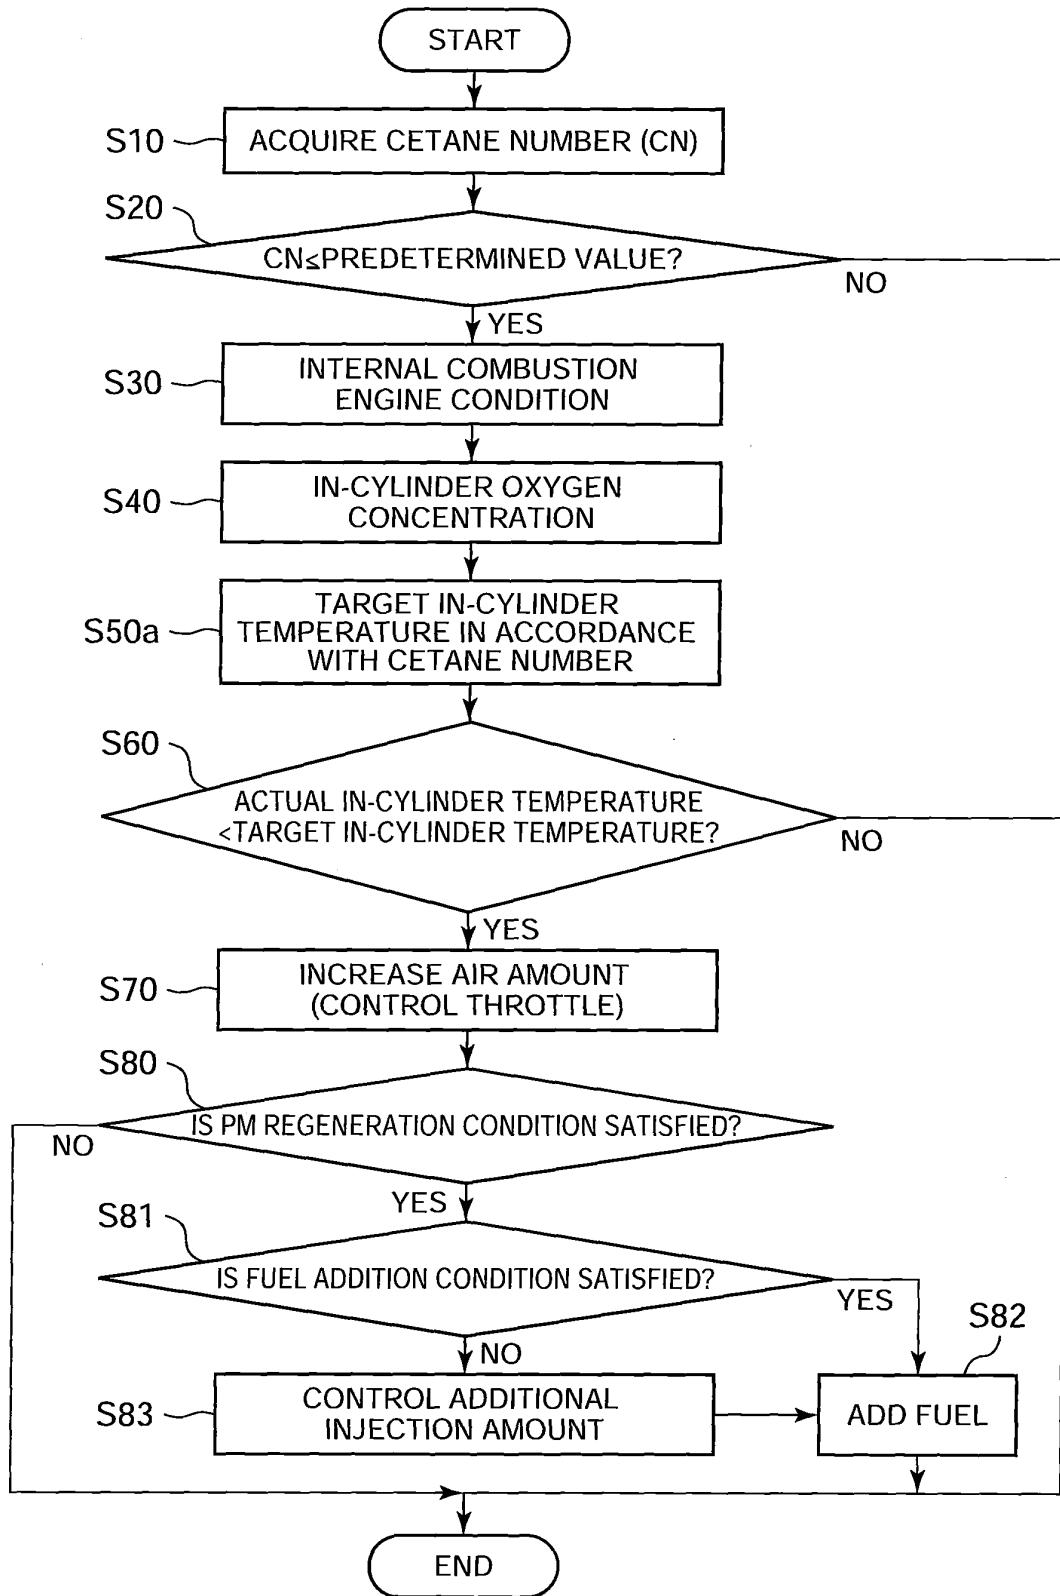 START
S10
ACQUIRE CETANE NUMBER (CN)
S20
CN≤PREDETERMINED VALUE?
NO
YES
S30
INTERNAL COMBUSTION
ENGINE CONDITION
S40
IN-CYLINDER OXYGEN
CONCENTRATION
S50a
TARGET IN-CYLINDER
TEMPERATURE IN ACCORDANCE
WITH CETANE NUMBER
S60
ACTUAL IN-CYLINDER TEMPERATURE
<TARGET IN-CYLINDER TEMPERATURE?
NO
YES
S70
INCREASE AIR AMOUNT
(CONTROL THROTTLE)
S80
IS PM REGENERATION CONDITION SATISFIED?
NO
YES
S81
IS FUEL ADDITION CONDITION SATISFIED?
YES
S82
NO
S83
CONTROL ADDITIONAL
INJECTION AMOUNT
ADD FUEL
END